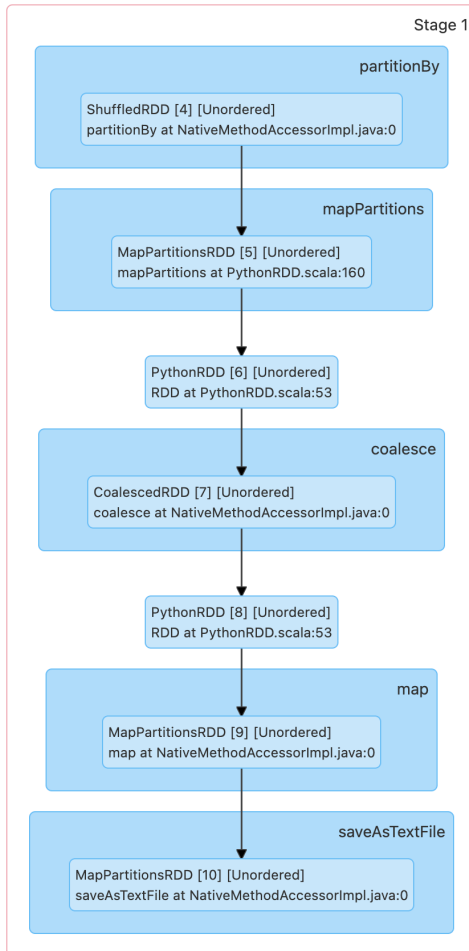 Stage 1
partitionBy
ShuffledRDD [4] [Unordered]
partitionBy at NativeMethodAccessorImpl.java:0
mapPartitions
MapPartitionsRDD [5] [Unordered]
mapPartitions at PythonRDD.scala:160
PythonRDD [6] [Unordered]
RDD at PythonRDD.scala:53
coalesce
CoalescedRDD [7] [Unordered]
coalesce at NativeMethodAccessorImpl.java:0
PythonRDD [8] [Unordered]
RDD at PythonRDD.scala:53
map
MapPartitionsRDD [9] [Unordered]
map at NativeMethodAccessorImpl.java:0
saveAsTextFile
MapPartitionsRDD [10] [Unordered]
saveAsTextFile at NativeMethodAccessorImpl.java:0